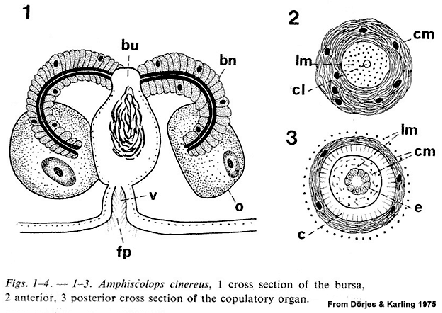 1
bu
bn
o
v
fp
2
cm
lm
cl
3
lm
cm
e
c
Figs. 1–4. — 1–3. Amphiscolops cinereus, 1 cross section of the bursa,
2 anterior, 3 posterior cross section of the copulatory organ.
From Dörjes & Karling 1975